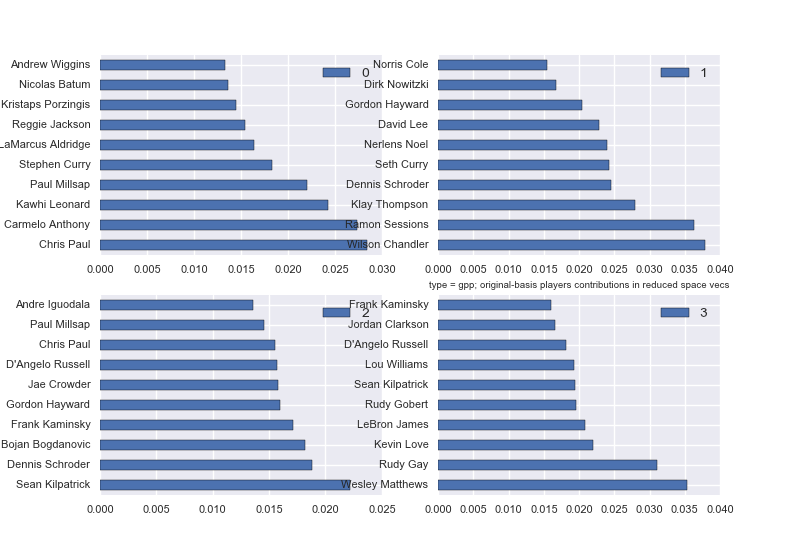 Andrew Wiggins
Nicolas Batum
Kristaps Porzingis
Reggie Jackson
LaMarcus Aldridge
Stephen Curry
Paul Millsap
Kawhi Leonard
Carmelo Anthony
Chris Paul
0
0.000 0.005 0.010 0.015 0.020 0.025 0.030
Norris Cole
Dirk Nowitzki
Gordon Hayward
David Lee
Nerlens Noel
Seth Curry
Dennis Schroder
Klay Thompson
Ramon Sessions
Wilson Chandler
1
0.000 0.005 0.010 0.015 0.020 0.025 0.030 0.035 0.040
type = gpp; original-basis players contributions in reduced space vecs
Andre Iguodala
Paul Millsap
Chris Paul
D'Angelo Russell
Jae Crowder
Gordon Hayward
Frank Kaminsky
Bojan Bogdanovic
Dennis Schroder
Sean Kilpatrick
2
0.000 0.005 0.010 0.015 0.020 0.025
Frank Kaminsky
Jordan Clarkson
D'Angelo Russell
Lou Williams
Sean Kilpatrick
Rudy Gobert
LeBron James
Kevin Love
Rudy Gay
Wesley Matthews
3
0.000 0.005 0.010 0.015 0.020 0.025 0.030 0.035 0.040